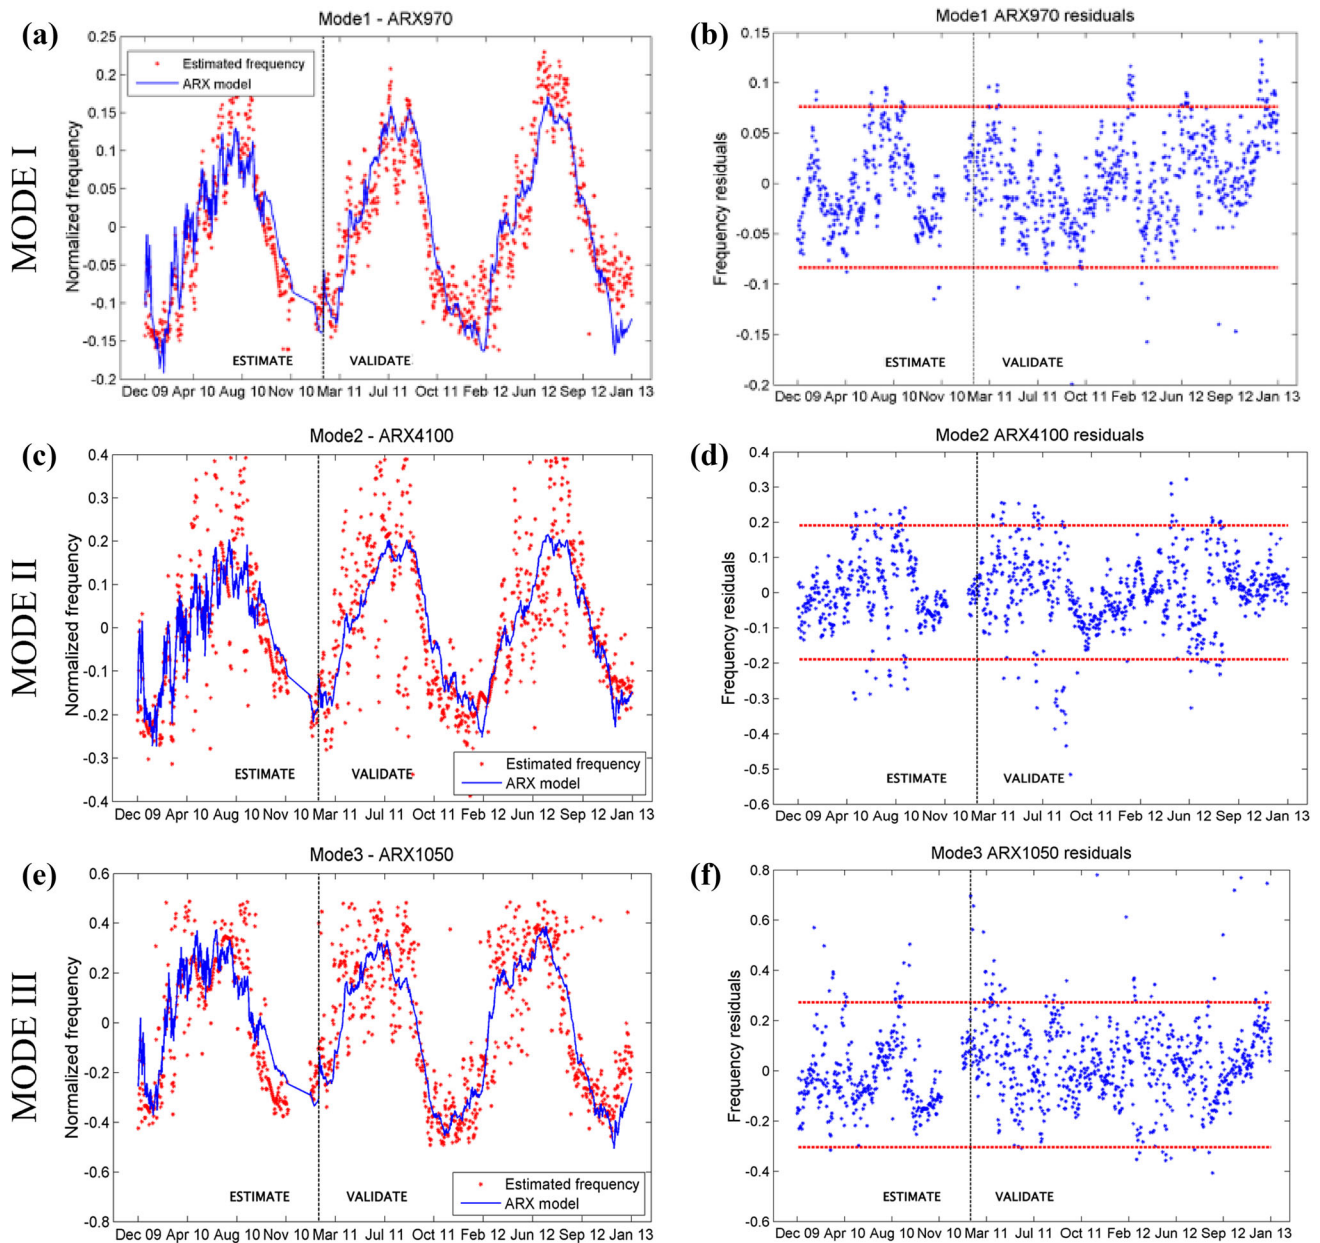 (a)
Mode1 - ARX970
MODE I
Normalized frequency
0.25
0.2
0.15
0.1
0.05
0
-0.05
-0.1
-0.15
-0.2
Estimated frequency
ARX model
ESTIMATE VALIDATE
Dec 09 Apr 10 Aug 10 Nov 10 Mar 11 Jul 11 Oct 11 Feb 12 Jun 12 Sep 12 Jan 13
(b)
Mode1 ARX970 residuals
Frequency residuals
0.15
0.1
0.05
0
-0.05
-0.1
-0.15
-0.2
ESTIMATE VALIDATE
Dec 09 Apr 10 Aug 10 Nov 10 Mar 11 Jul 11 Oct 11 Feb 12 Jun 12 Sep 12 Jan 13
(c)
Mode2 - ARX4100
MODE II
Normalized frequency
0.4
0.3
0.2
0.1
0
-0.1
-0.2
-0.3
-0.4
ESTIMATE VALIDATE
Estimated frequency
ARX model
Dec 09 Apr 10 Aug 10 Nov 10 Mar 11 Jul 11 Oct 11 Feb 12 Jun 12 Sep 12 Jan 13
(d)
Mode2 ARX4100 residuals
Frequency residuals
0.4
0.3
0.2
0.1
0
-0.1
-0.2
-0.3
-0.4
-0.5
-0.6
ESTIMATE VALIDATE
Dec 09 Apr 10 Aug 10 Nov 10 Mar 11 Jul 11 Oct 11 Feb 12 Jun 12 Sep 12 Jan 13
(e)
Mode3 - ARX1050
MODE III
Normalized frequency
0.6
0.4
0.2
0
-0.2
-0.4
-0.6
-0.8
ESTIMATE VALIDATE
Estimated frequency
ARX model
Dec 09 Apr 10 Aug 10 Nov 10 Mar 11 Jul 11 Oct 11 Feb 12 Jun 12 Sep 12 Jan 13
(f)
Mode3 ARX1050 residuals
Frequency residuals
0.8
0.6
0.4
0.2
0
-0.2
-0.4
-0.6
ESTIMATE VALIDATE
Dec 09 Apr 10 Aug 10 Nov 10 Mar 11 Jul 11 Oct 11 Feb 12 Jun 12 Sep 12 Jan 13